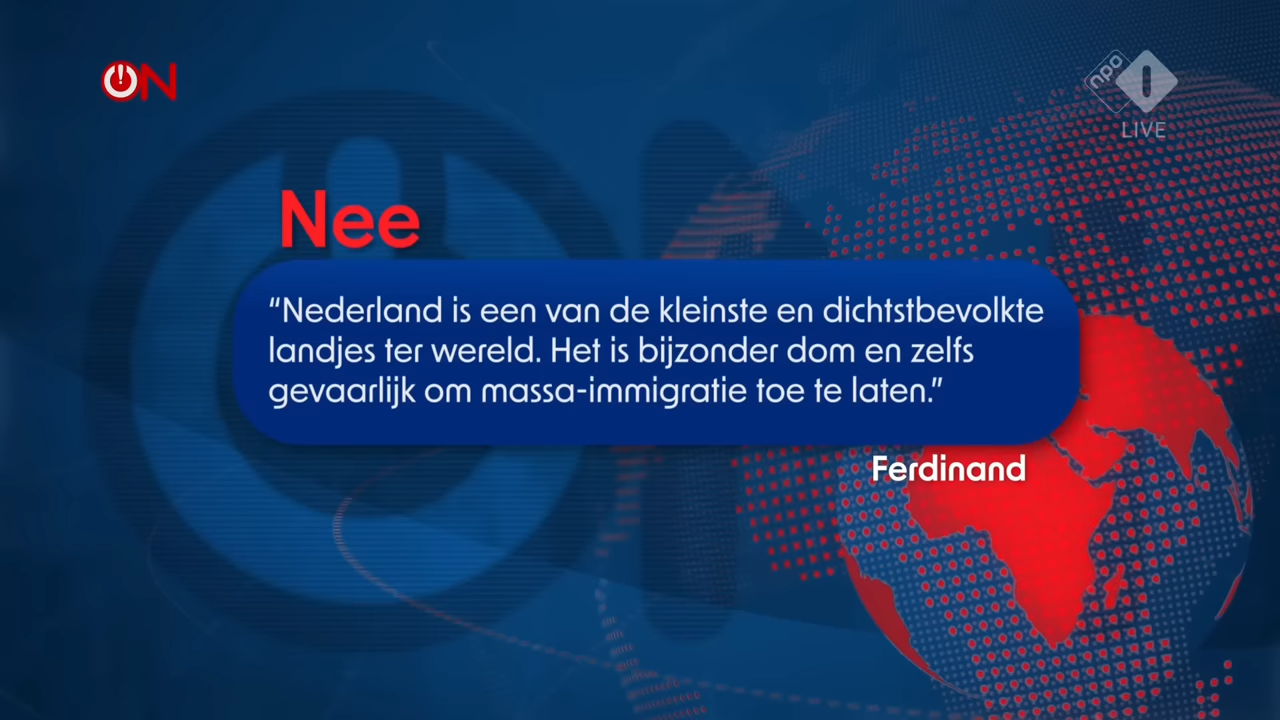 ON
npo 1
LIVE
Nee
“Nederland is een van de kleinste en dichtstbevolkte
landjes ter wereld. Het is bijzonder dom en zelfs
gevaarlijk om massa-immigratie toe te laten.”
Ferdinand